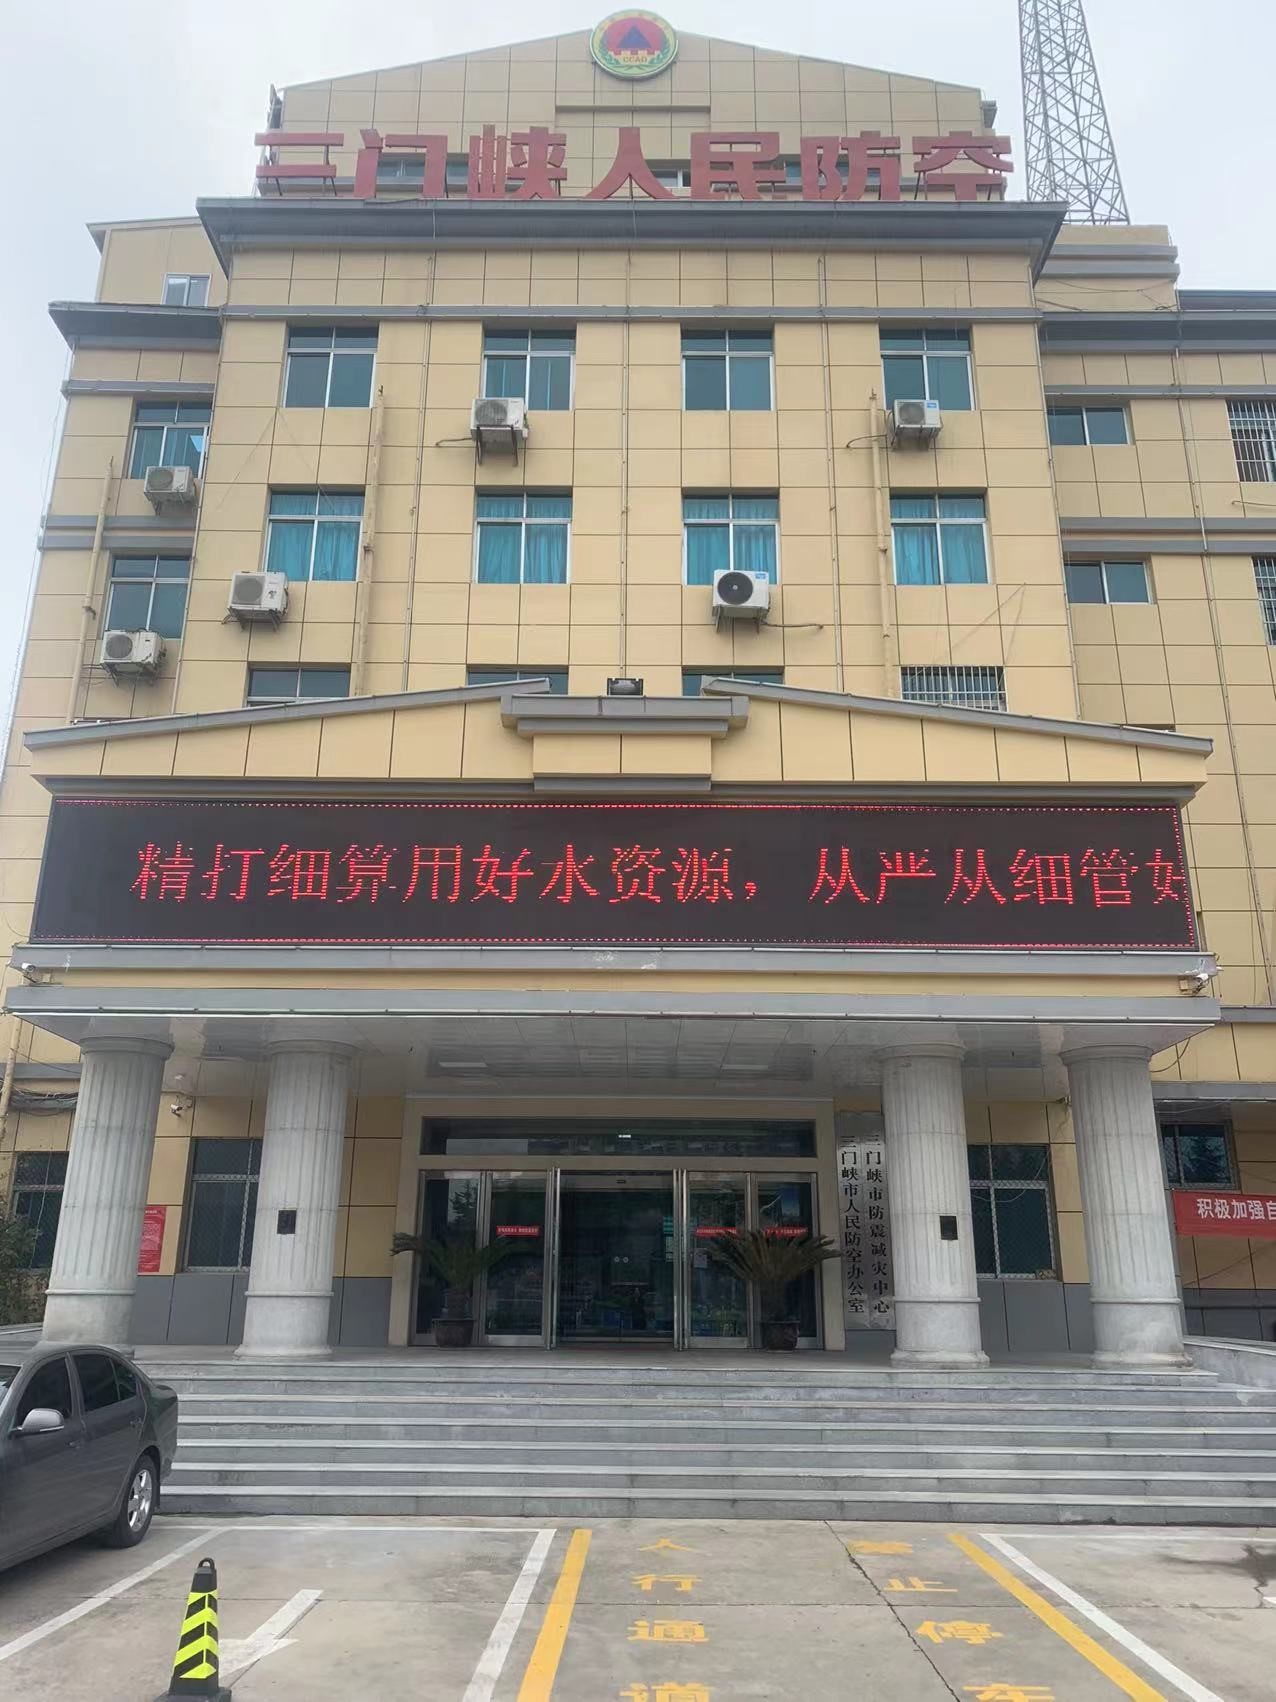 CCAD
三门峡人民防空
精打细算用好水资源，从严从细管好
三门峡市防震减灾中心
三门峡市人民防空办公室
积极加强自
人行通道
禁止停车